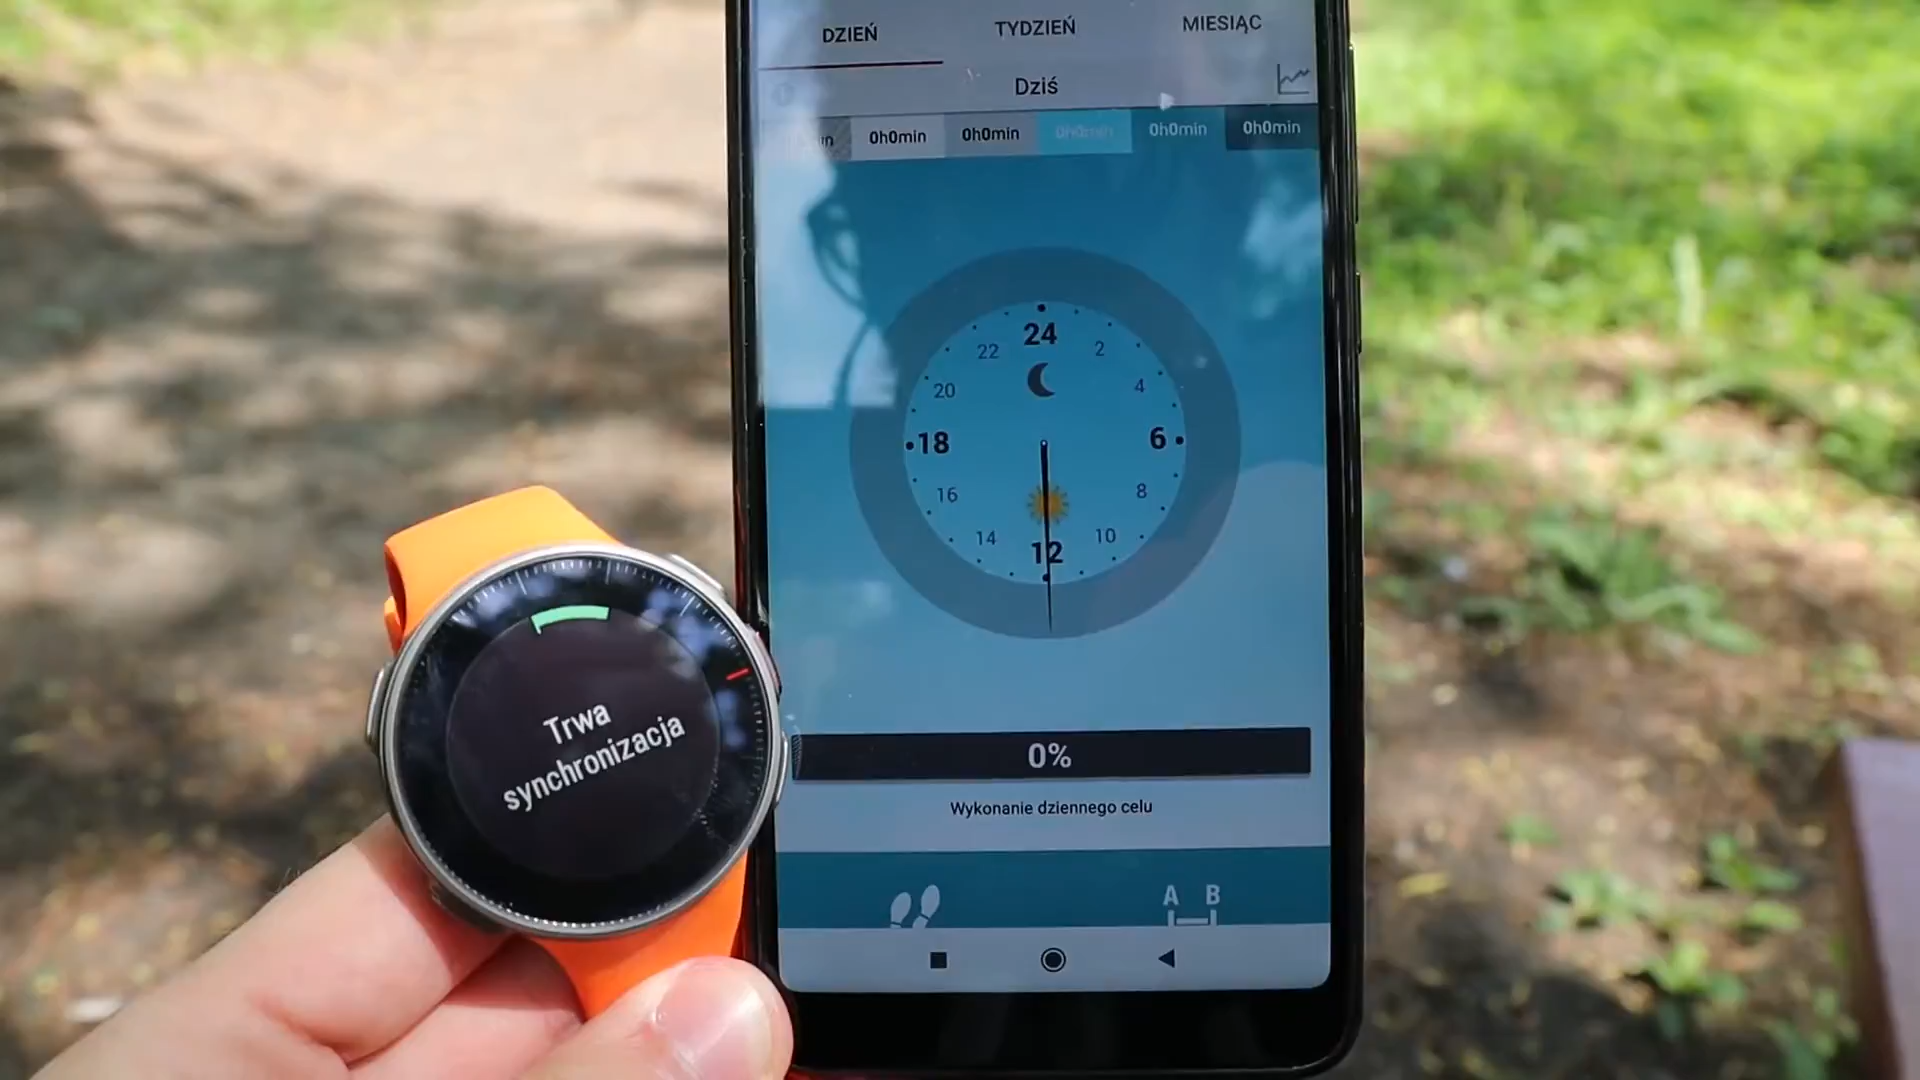 DZIEŃ TYDZIEŃ MIESIĄC
Dziś
0h0min 0h0min 0h0min 0h0min 0h0min
24
22 2
20 4
18 6
16 8
14 10
12
0%
Wykonanie dziennego celu
A B
Trwa
synchronizacja